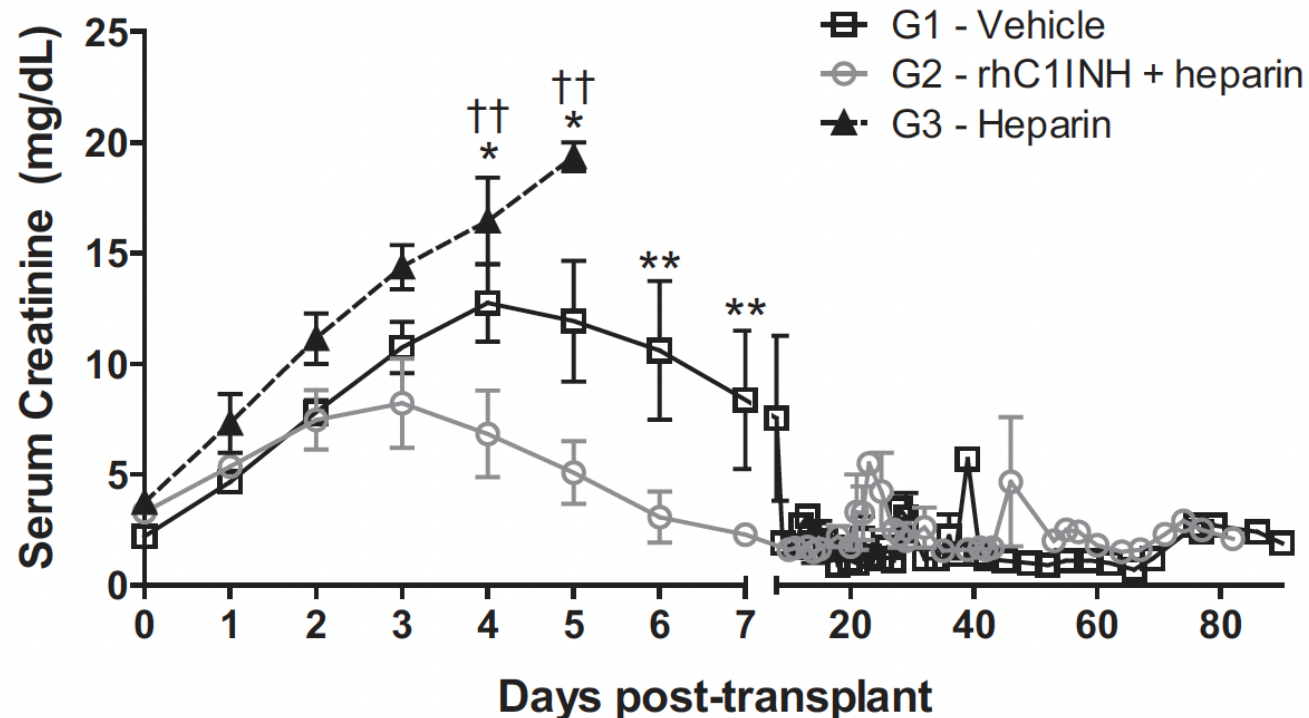 Serum Creatinine (mg/dL)
25
20
15
10
5
0
††
*
††
*
**
**
G1 - Vehicle
G2 - rhC1INH + heparin
G3 - Heparin
0 1 2 3 4 5 6 7 20 40 60 80
Days post-transplant